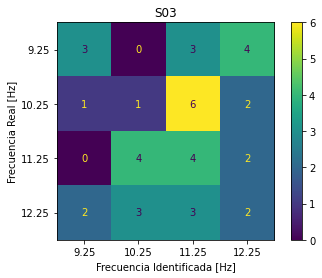 S03
9.25 3 0 3 4
10.25 1 1 6 2
11.25 0 4 4 2
12.25 2 3 3 2
9.25 10.25 11.25 12.25
Frecuencia Identificada [Hz]
Frecuencia Real [Hz]
6
5
4
3
2
1
0